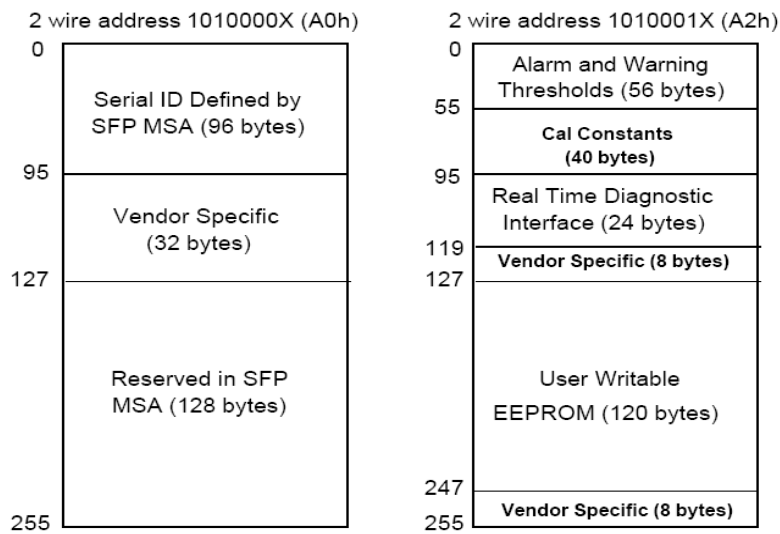 2 wire address 1010000X (A0h)
0
Serial ID Defined by
SFP MSA (96 bytes)
95
Vendor Specific
(32 bytes)
127
Reserved in SFP
MSA (128 bytes)
255
2 wire address 1010001X (A2h)
0
Alarm and Warning
Thresholds (56 bytes)
55
Cal Constants
(40 bytes)
95
Real Time Diagnostic
Interface (24 bytes)
119
Vendor Specific (8 bytes)
127
User Writable
EEPROM (120 bytes)
247
Vendor Specific (8 bytes)
255